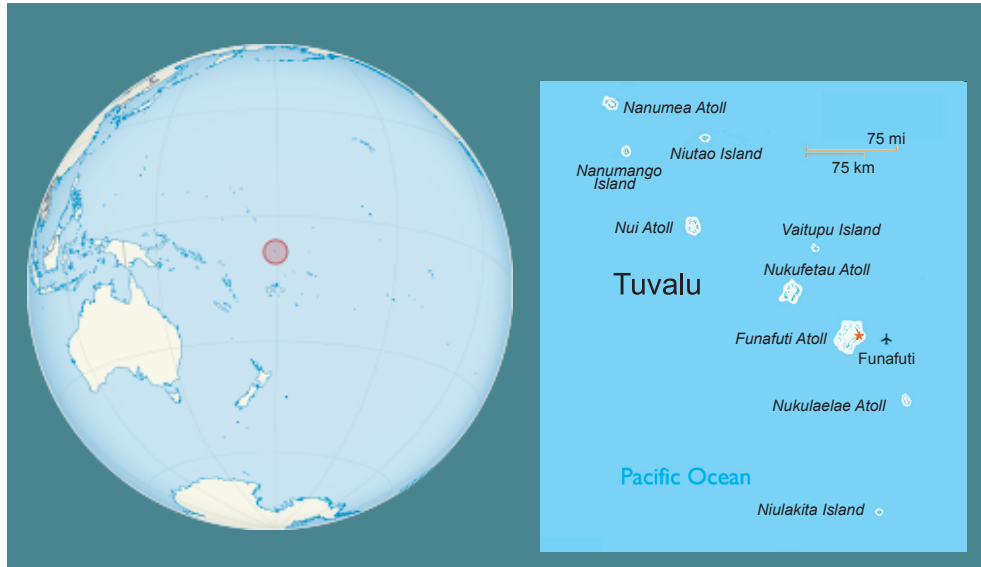 Nanumea Atoll
75 mi
Niutao Island
75 km
Nanumango
Island
Nui Atoll
Vaitupu Island
Nukufetau Atoll
Tuvalu
Funafuti Atoll
Funafuti
Nukulaelae Atoll
Pacific Ocean
Niulakita Island